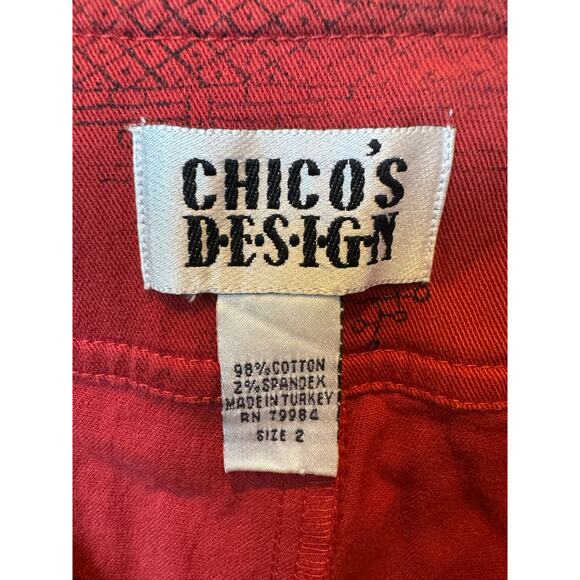 CHICO'S
D·E·S·I·G·N
98% COTTON
2% SPANDEX
MADE IN TURKEY
RN 79984
SIZE 2